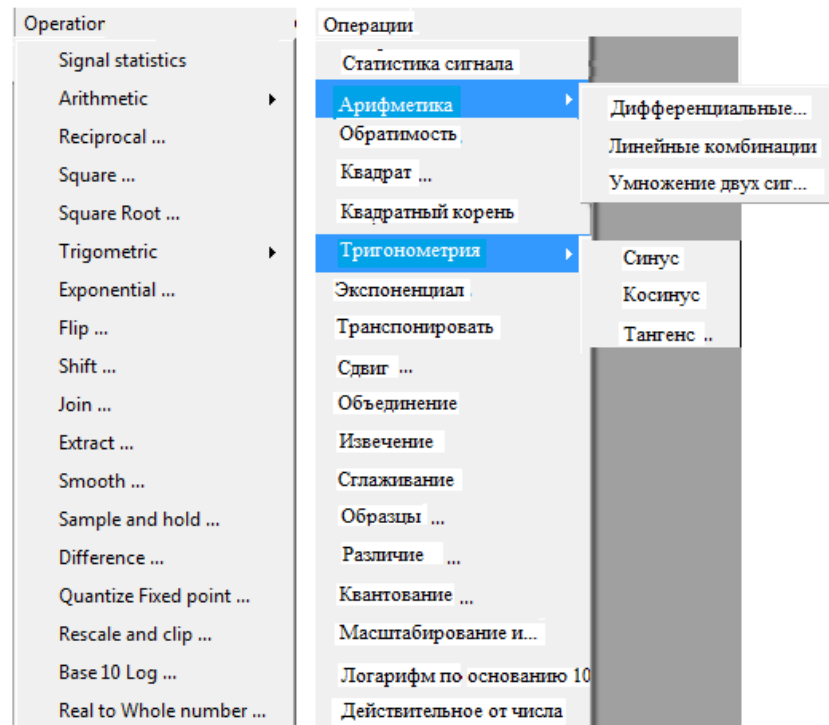 Operation
Signal statistics
Arithmetic
Reciprocal ...
Square ...
Square Root ...
Trigometric
Exponential ...
Flip ...
Shift ...
Join ...
Extract ...
Smooth ...
Sample and hold ...
Difference ...
Quantize Fixed point ...
Rescale and clip ...
Base 10 Log ...
Real to Whole number ...
Операции
Статистика сигнала
Арифметика
Обратимость
Квадрат ...
Квадратный корень
Тригонометрия
Экспоненциал
Транспонировать
Сдвиг ...
Объединение
Извечение
Сглаживание
Образцы ...
Различие ...
Квантование ...
Масштабирование и...
Логарифм по основанию 10
Действительное от числа
Дифференциальные...
Линейные комбинации
Умножение двух сиг...
Синус
Косинус
Тангенс ..